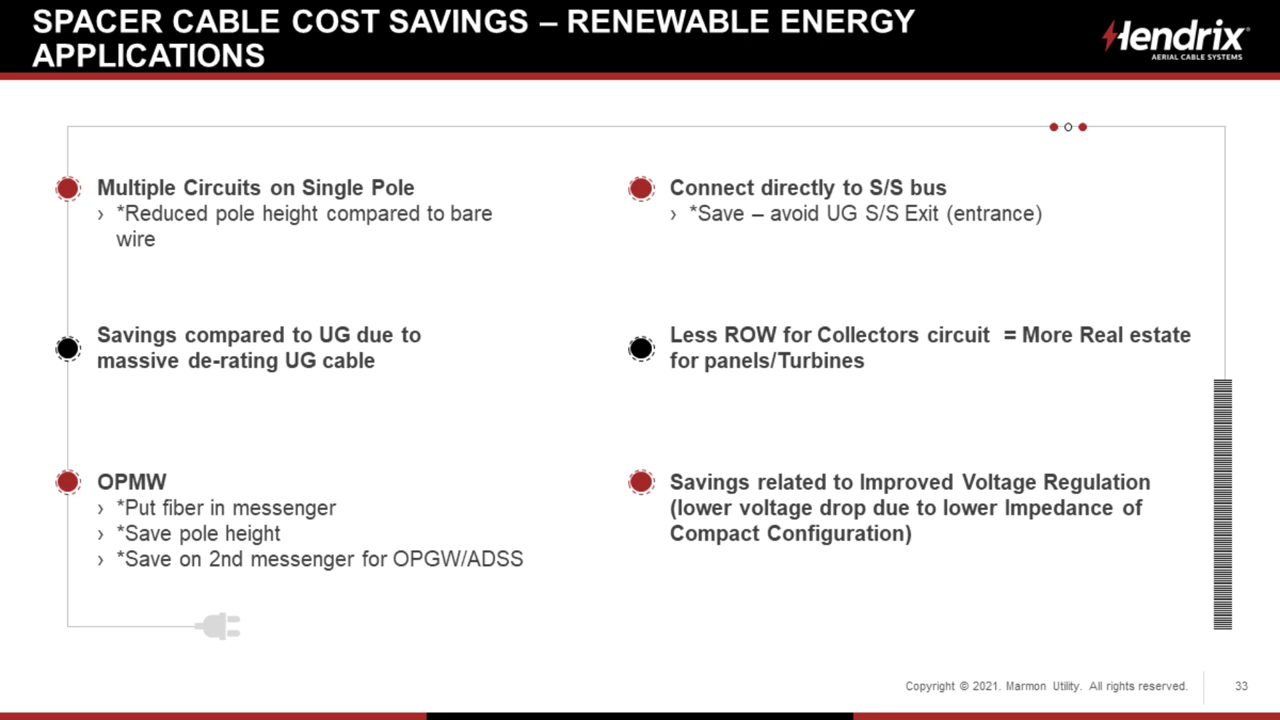 SPACER CABLE COST SAVINGS – RENEWABLE ENERGY
APPLICATIONS
Hendrix®
AERIAL CABLE SYSTEMS
Multiple Circuits on Single Pole
› *Reduced pole height compared to bare
wire
Savings compared to UG due to
massive de-rating UG cable
OPMW
› *Put fiber in messenger
› *Save pole height
› *Save on 2nd messenger for OPGW/ADSS
Connect directly to S/S bus
› *Save – avoid UG S/S Exit (entrance)
Less ROW for Collectors circuit = More Real estate
for panels/Turbines
Savings related to Improved Voltage Regulation
(lower voltage drop due to lower Impedance of
Compact Configuration)
Copyright © 2021. Marmon Utility. All rights reserved.
33